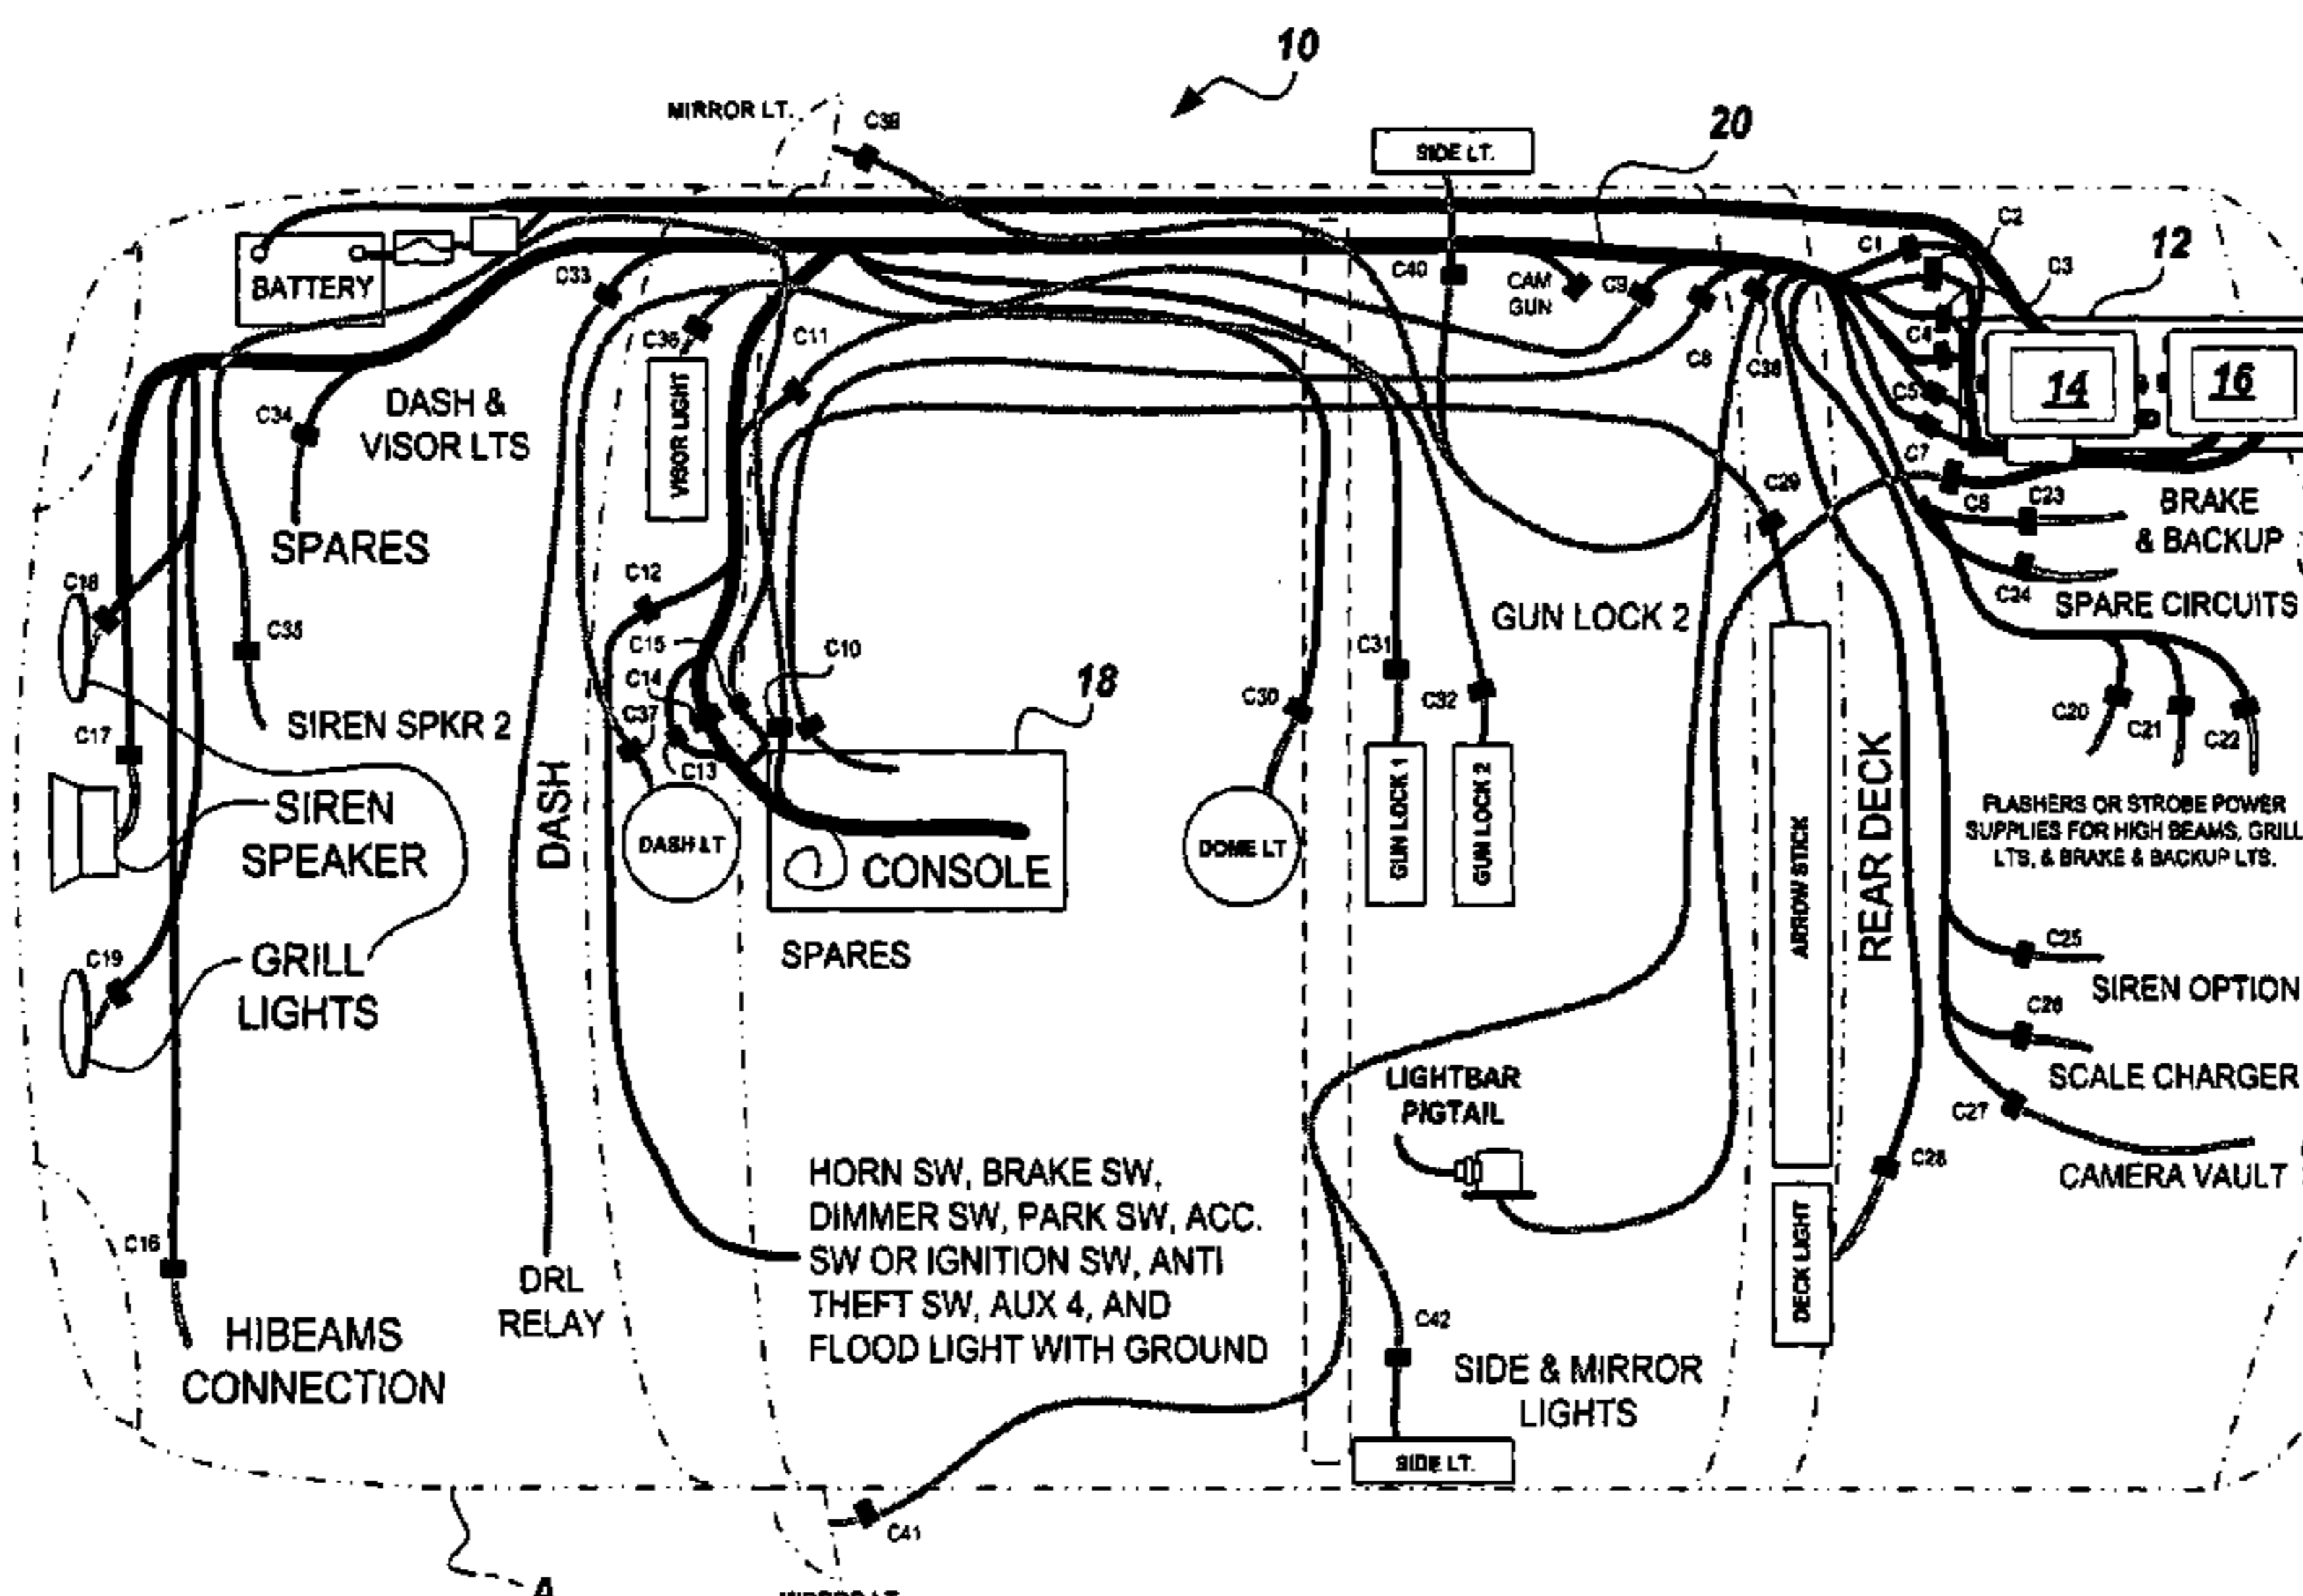 10
MIRROR LT.
C39
SIDE LT.
20
C2
C1
12
C3
BATTERY
C33
C40
CAM
GUN
C9
C36
C11
C4
C8
C38
14
16
C34
DASH &
VISOR LTS
VISOR LIGHT
C5
C7
C29
C6
C23
BRAKE
& BACKUP
SPARES
C18
C12
C24
SPARE CIRCUITS
GUN LOCK 2
C35
C15
C10
C31
C14
18
C30
C32
C37
C20
C21
C22
SIREN SPKR 2
C17
C13
DASH
REAR DECK
GUN LOCK 1
GUN LOCK 2
ARROW STICK
SIREN
SPEAKER
DASH LT
CONSOLE
DOME LT
FLASHERS OR STROBE POWER
SUPPLIES FOR HIGH BEAMS, GRILL
LTS, & BRAKE & BACKUP LTS.
SPARES
C19
GRILL
LIGHTS
C25
SIREN OPTION
C26
SCALE CHARGER
LIGHTBAR
PIGTAIL
C27
C28
CAMERA VAULT
HORN SW, BRAKE SW,
DIMMER SW, PARK SW, ACC.
SW OR IGNITION SW, ANTI
THEFT SW, AUX 4, AND
FLOOD LIGHT WITH GROUND
C16
DRL
RELAY
DECK LIGHT
HIBEAMS
CONNECTION
C42
SIDE & MIRROR
LIGHTS
SIDE LT.
C41
A